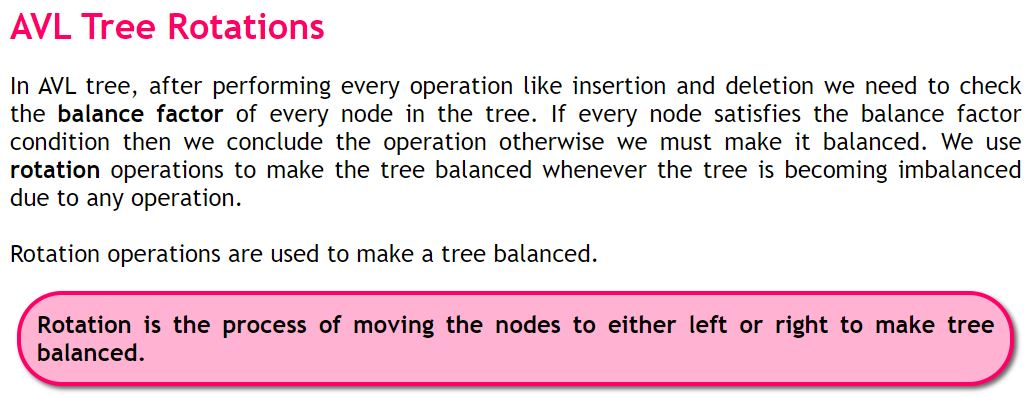 AVL Tree Rotations
In AVL tree, after performing every operation like insertion and deletion we need to check
the balance factor of every node in the tree. If every node satisfies the balance factor
condition then we conclude the operation otherwise we must make it balanced. We use
rotation operations to make the tree balanced whenever the tree is becoming imbalanced
due to any operation.
Rotation operations are used to make a tree balanced.
Rotation is the process of moving the nodes to either left or right to make tree
balanced.